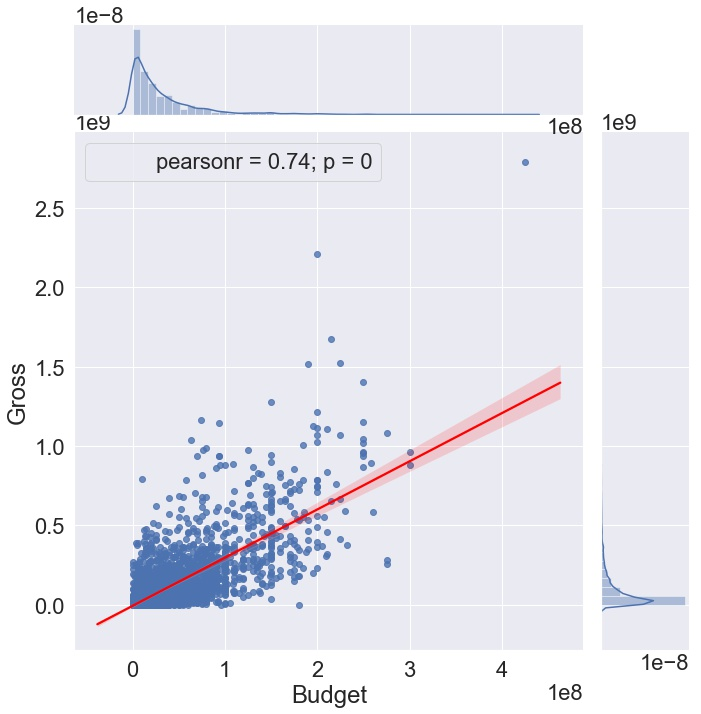 1e−8
1e9
1e8
1e9
pearsonr = 0.74; p = 0
2.5
2.0
1.5
1.0
0.5
0.0
Gross
0 1 2 3 4
Budget
1e8
1e−8